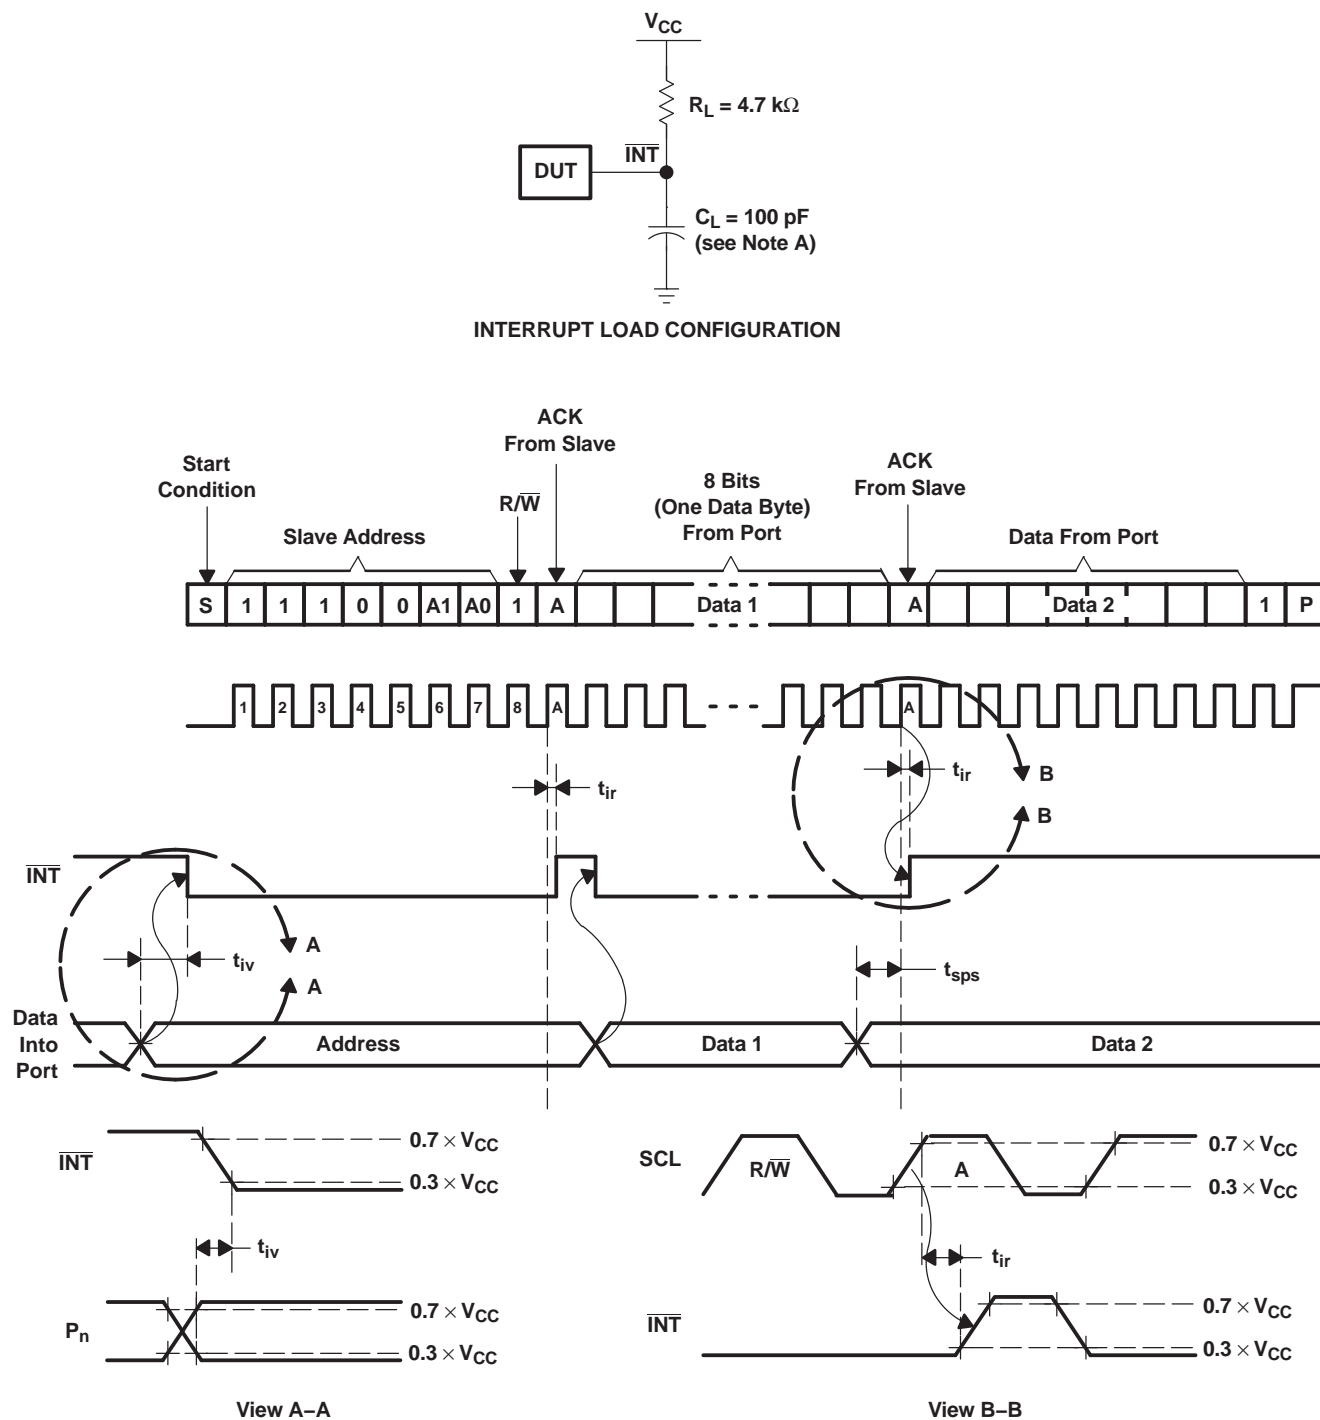 VCC
RL = 4.7 kΩ
INT
DUT
CL = 100 pF
(see Note A)
INTERRUPT LOAD CONFIGURATION
ACK
From Slave
Start
Condition
R/W
8 Bits
(One Data Byte)
From Port
ACK
From Slave
Slave Address
Data From Port
S 1 1 1 0 0 A1 A0 1 A Data 1 A Data 2 1 P
1 2 3 4 5 6 7 8 A A
tir
tir
B
B
INT
A
tiv
A
tsps
Data
Into
Port
Address
Data 1
Data 2
INT
0.7 × VCC
0.3 × VCC
tiv
Pn
0.7 × VCC
0.3 × VCC
View A–A
SCL
R/W
A
0.7 × VCC
0.3 × VCC
tir
INT
0.7 × VCC
0.3 × VCC
View B–B